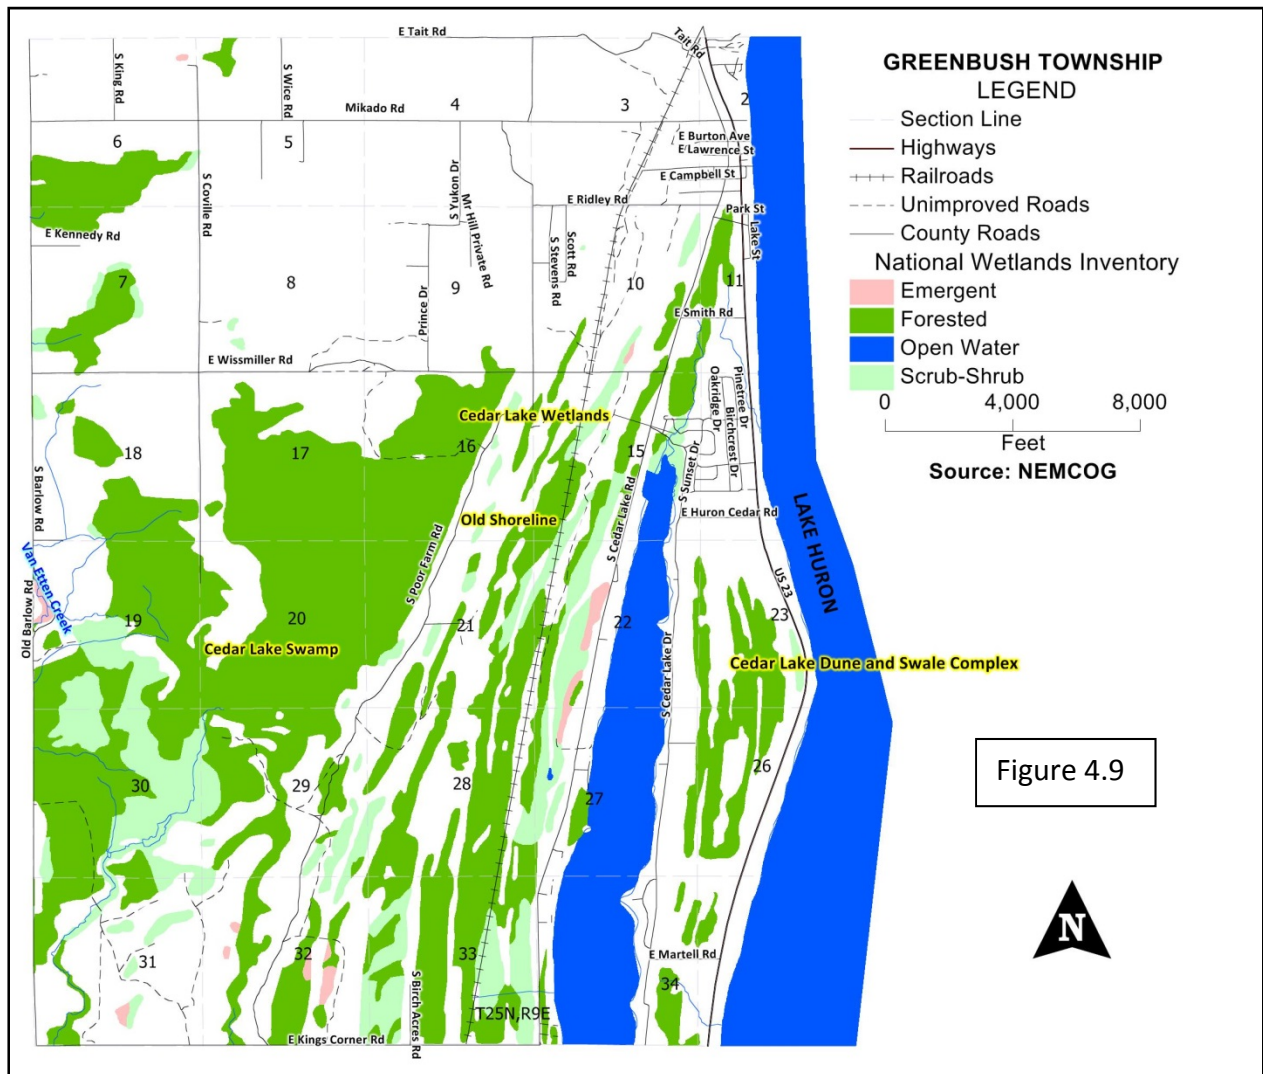 E Tait Rd
Tait Rd
S King Rd
S Wice Rd
Mikado Rd
4
3
2
6
5
E Burton Ave
E Lawrence St
E Campbell St
S Coville Rd
S Yukon Dr
Mr Hill Private Rd
E Ridley Rd
Park St
Lake St
E Kennedy Rd
S Stevens Rd
Scott Rd
7
8
9
10
11
Prince Dr
E Smith Rd
E Wissmiller Rd
Oakridge Dr
Pinetree Dr
Birchcrest Dr
Cedar Lake Wetlands
18
17
16
15
S Barlow Rd
S Sunset Dr
S Cedar Lake Rd
E Huron Cedar Rd
Old Shoreline
LAKE HURON
S Poor Farm Rd
Van Etten Creek
US 23
Old Barlow Rd
19
20
21
22
23
Cedar Lake Swamp
Cedar Lake Dune and Swale Complex
S Cedar Lake Dr
30
29
28
27
26
31
32
33
34
E Martell Rd
S Birch Acres Rd
T25N,R9E
E Kings Corner Rd
GREENBUSH TOWNSHIP
LEGEND
Section Line
Highways
Railroads
Unimproved Roads
County Roads
National Wetlands Inventory
Emergent
Forested
Open Water
Scrub-Shrub
0 4,000 8,000
Feet
Source: NEMCOG
Figure 4.9
N